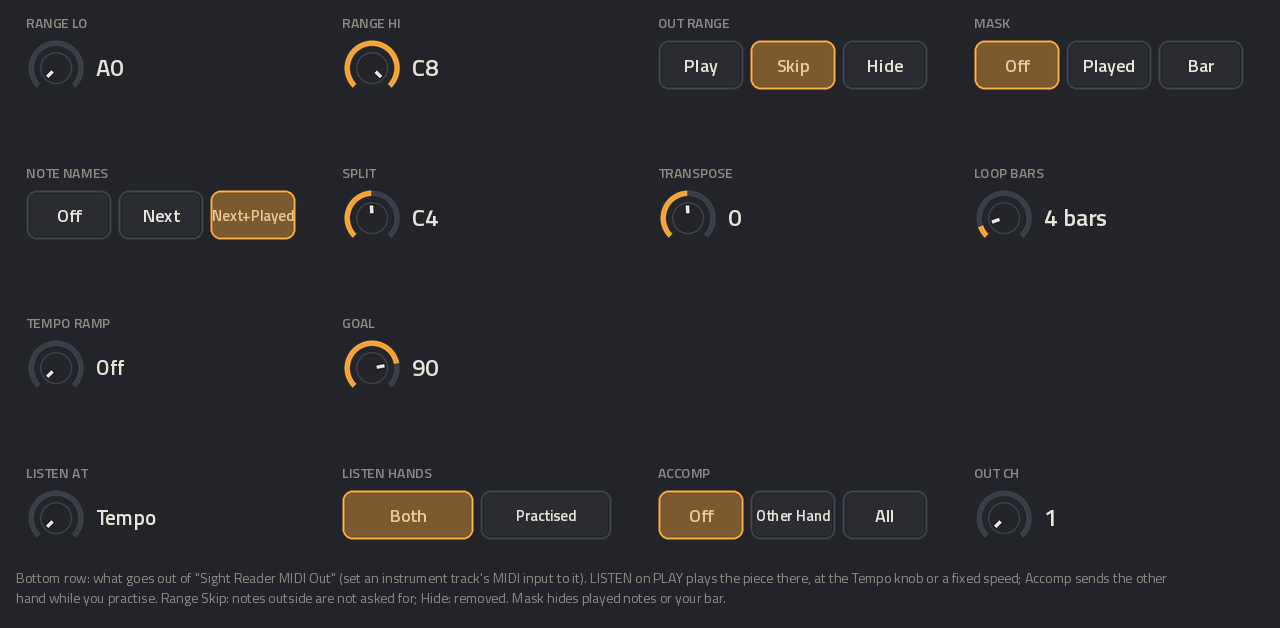 RANGE LO
RANGE HI
OUT RANGE
MASK
A0
C8
Play
Skip
Hide
Off
Played
Bar
NOTE NAMES
SPLIT
TRANSPOSE
LOOP BARS
Off
Next
Next+Played
C4
0
4 bars
TEMPO RAMP
GOAL
Off
90
LISTEN AT
LISTEN HANDS
ACCOMP
OUT CH
Tempo
Both
Practised
Off
Other Hand
All
1
Bottom row: what goes out of "Sight Reader MIDI Out" (set an instrument track's MIDI input to it). LISTEN on PLAY plays the piece there, at the Tempo knob or a fixed speed; Accomp sends the other
hand while you practise. Range Skip: notes outside are not asked for; Hide: removed. Mask hides played notes or your bar.